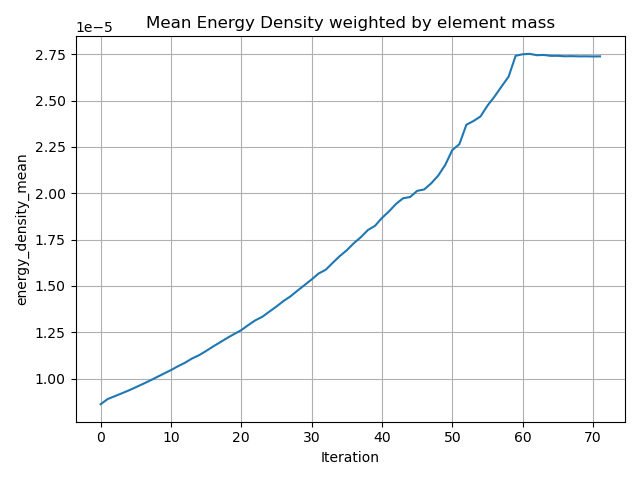 Mean Energy Density weighted by element mass
1e−5
2.75
2.50
2.25
2.00
1.75
1.50
1.25
1.00
energy_density_mean
0 10 20 30 40 50 60 70
Iteration